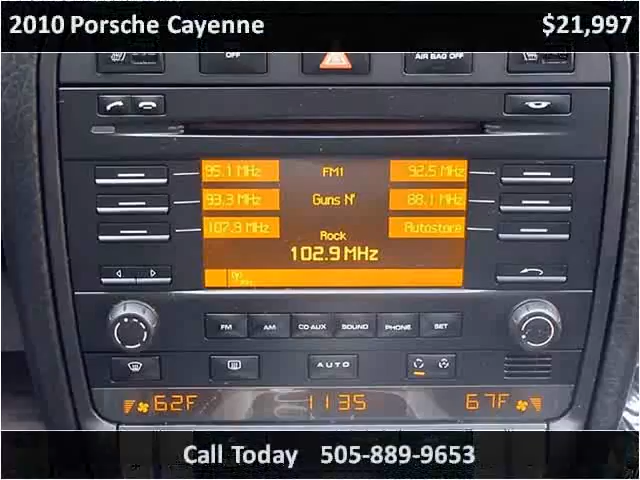 2010 Porsche Cayenne $21,997
OFF AIR BAG OFF
95.1 MHz FM1 92.5 MHz
93.3 MHz Guns N' 88.1 MHz
107.9 MHz Autostore
Rock
102.9 MHz
FM AM CD·AUX SOUND PHONE SET
AUTO
62F 1135 67F
Call Today 505-889-9653